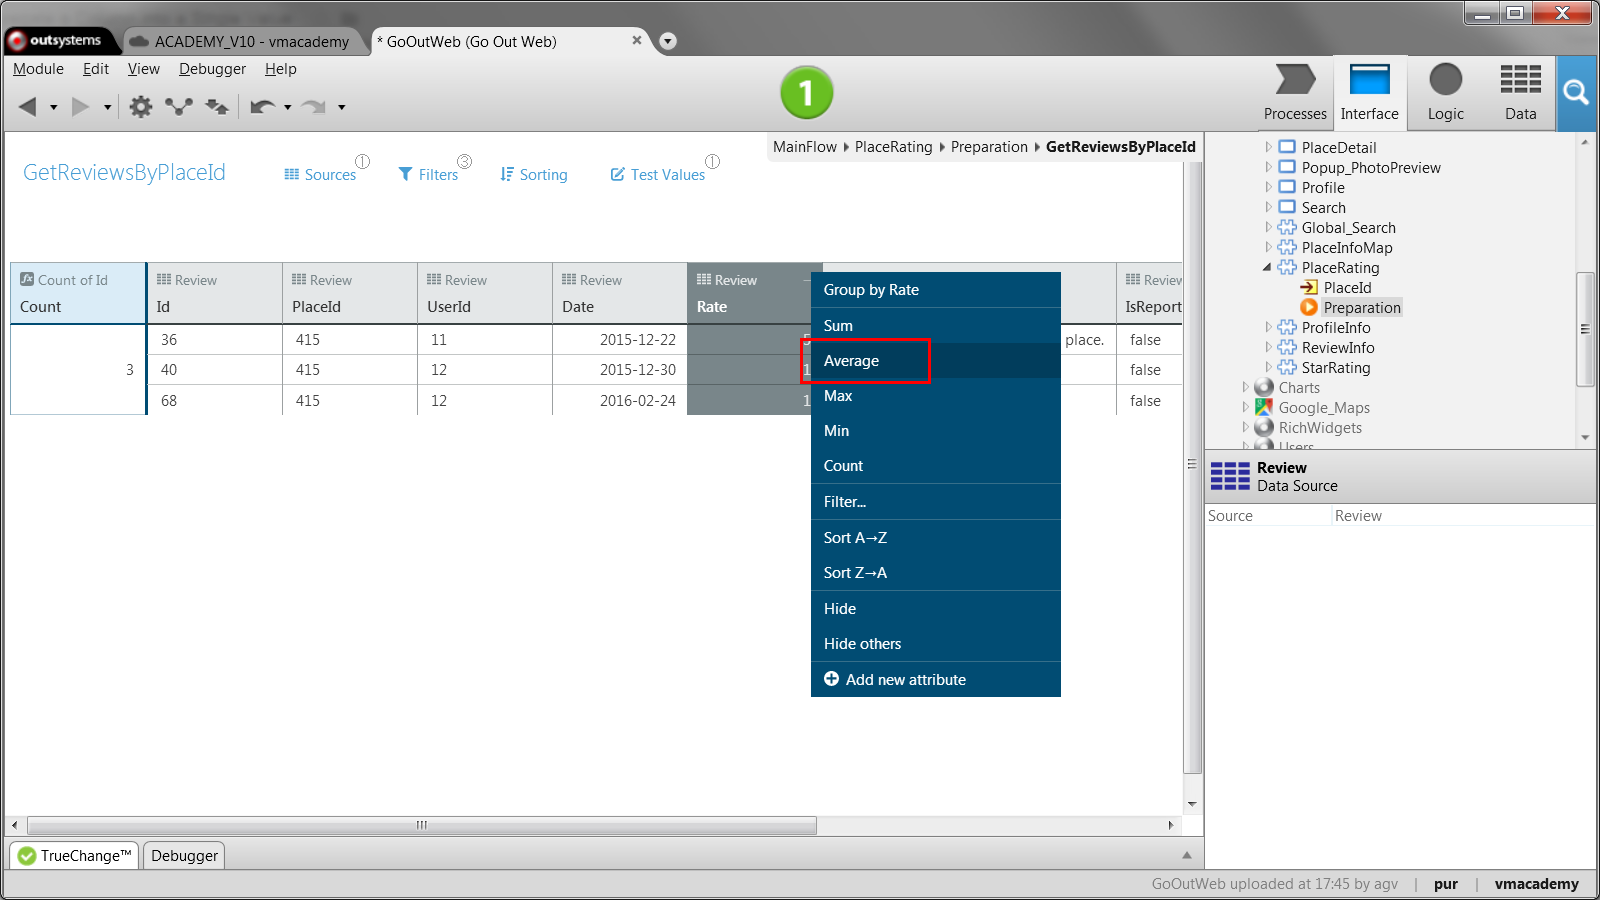 outsystems
ACADEMY_V10 - vmacademy
* GoOutWeb (Go Out Web)
Module Edit View Debugger Help
1
Processes Interface Logic Data
MainFlow PlaceRating Preparation GetReviewsByPlaceId
GetReviewsByPlaceId
Sources 1
Filters 3
Sorting
Test Values 1
Count of Id Review Review Review Review Review Review
Count Id PlaceId UserId Date Rate IsReport
36 415 11 2015-12-22 5 place. false
3 40 415 12 2015-12-30 1 false
68 415 12 2016-02-24 1 false
Group by Rate
Sum
Average
Max
Min
Count
Filter...
Sort A→Z
Sort Z→A
Hide
Hide others
Add new attribute
PlaceDetail
Popup_PhotoPreview
Profile
Search
Global_Search
PlaceInfoMap
PlaceRating
PlaceId
Preparation
ProfileInfo
ReviewInfo
StarRating
Charts
Google_Maps
RichWidgets
Users
Review
Data Source
Source Review
TrueChange™ Debugger
GoOutWeb uploaded at 17:45 by agv | pur | vmacademy